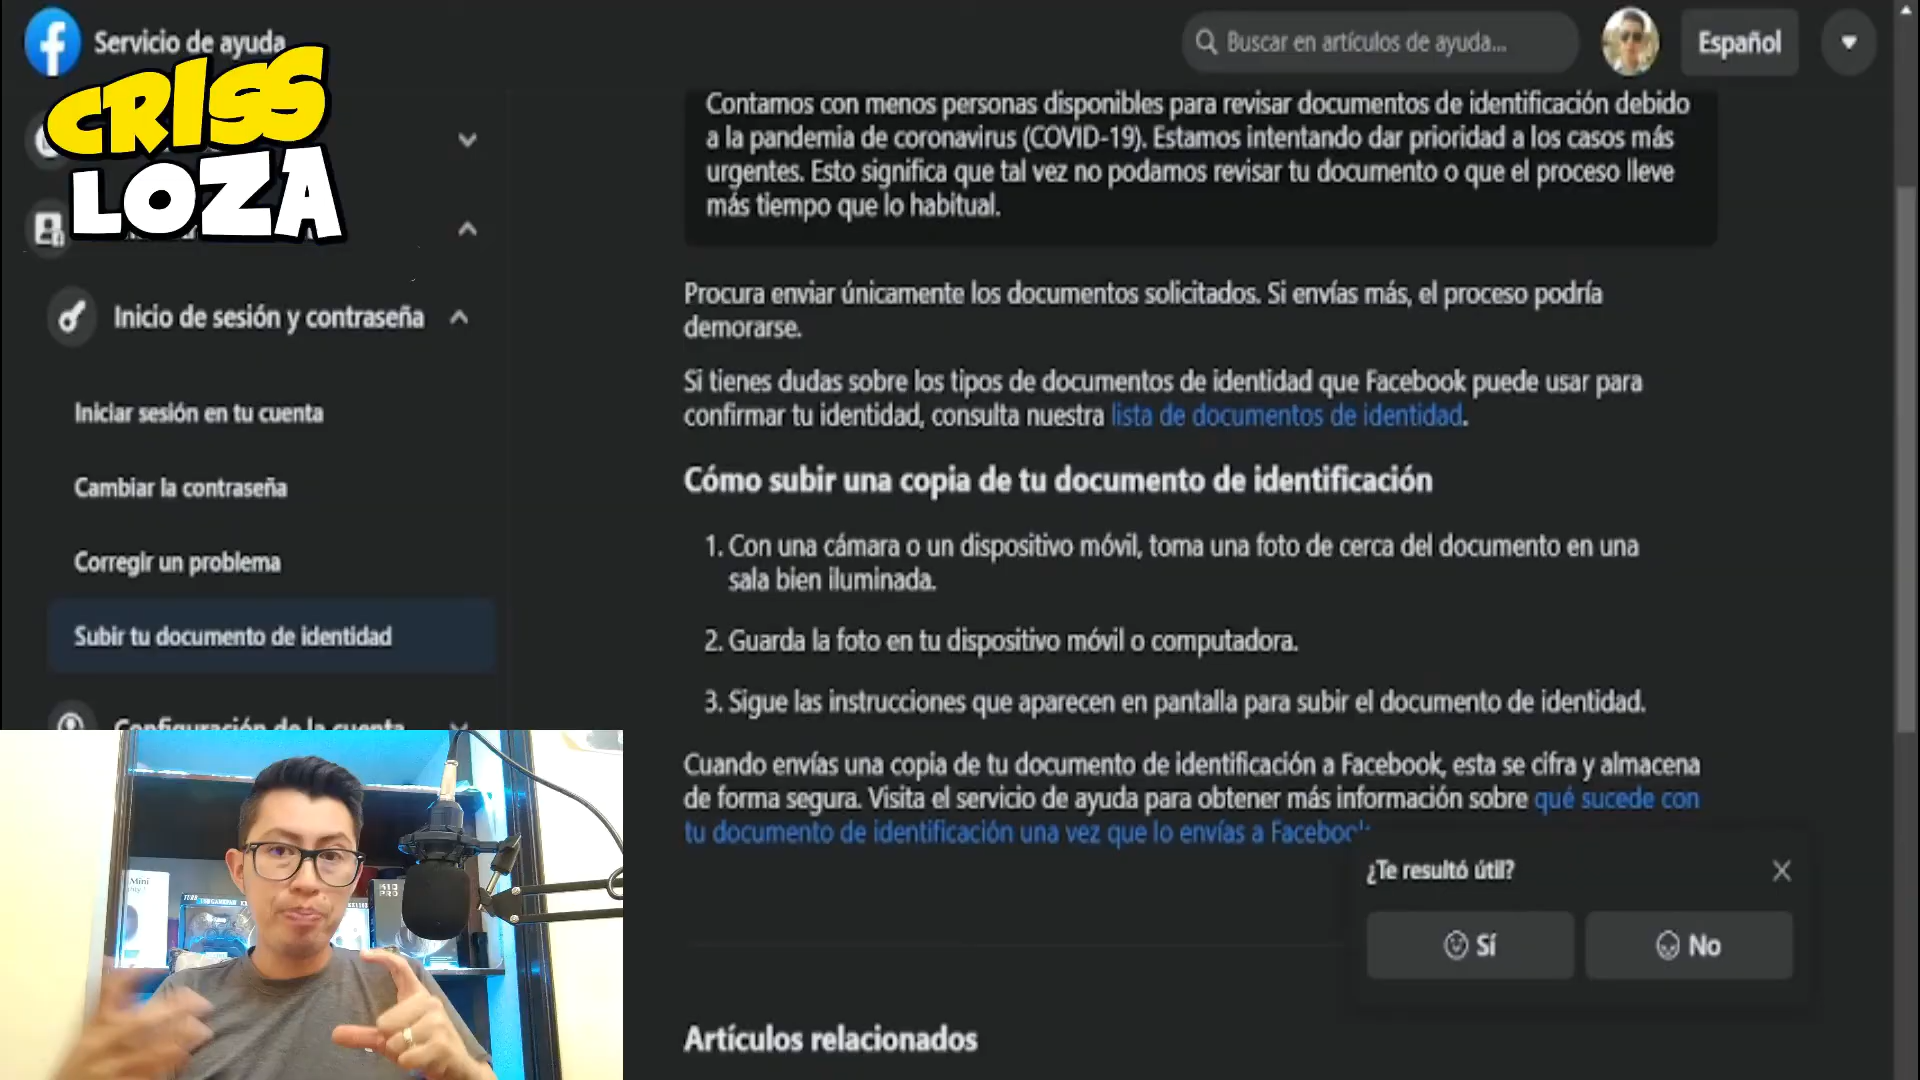 Servicio de ayuda
CRISS
LOZA
Buscar en artículos de ayuda...
Español
Contamos con menos personas disponibles para revisar documentos de identificación debido
a la pandemia de coronavirus (COVID-19). Estamos intentando dar prioridad a los casos más
urgentes. Esto significa que tal vez no podamos revisar tu documento o que el proceso lleve
más tiempo que lo habitual.
Inicio de sesión y contraseña
Iniciar sesión en tu cuenta
Cambiar la contraseña
Corregir un problema
Subir tu documento de identidad
Configuración de la cuenta
Procura enviar únicamente los documentos solicitados. Si envías más, el proceso podría
demorarse.
Si tienes dudas sobre los tipos de documentos de identidad que Facebook puede usar para
confirmar tu identidad, consulta nuestra lista de documentos de identidad.
Cómo subir una copia de tu documento de identificación
1. Con una cámara o un dispositivo móvil, toma una foto de cerca del documento en una
sala bien iluminada.
2. Guarda la foto en tu dispositivo móvil o computadora.
3. Sigue las instrucciones que aparecen en pantalla para subir el documento de identidad.
Cuando envías una copia de tu documento de identificación a Facebook, esta se cifra y almacena
de forma segura. Visita el servicio de ayuda para obtener más información sobre qué sucede con
tu documento de identificación una vez que lo envías a Facebook
¿Te resultó útil?
Sí
No
Artículos relacionados
Mini